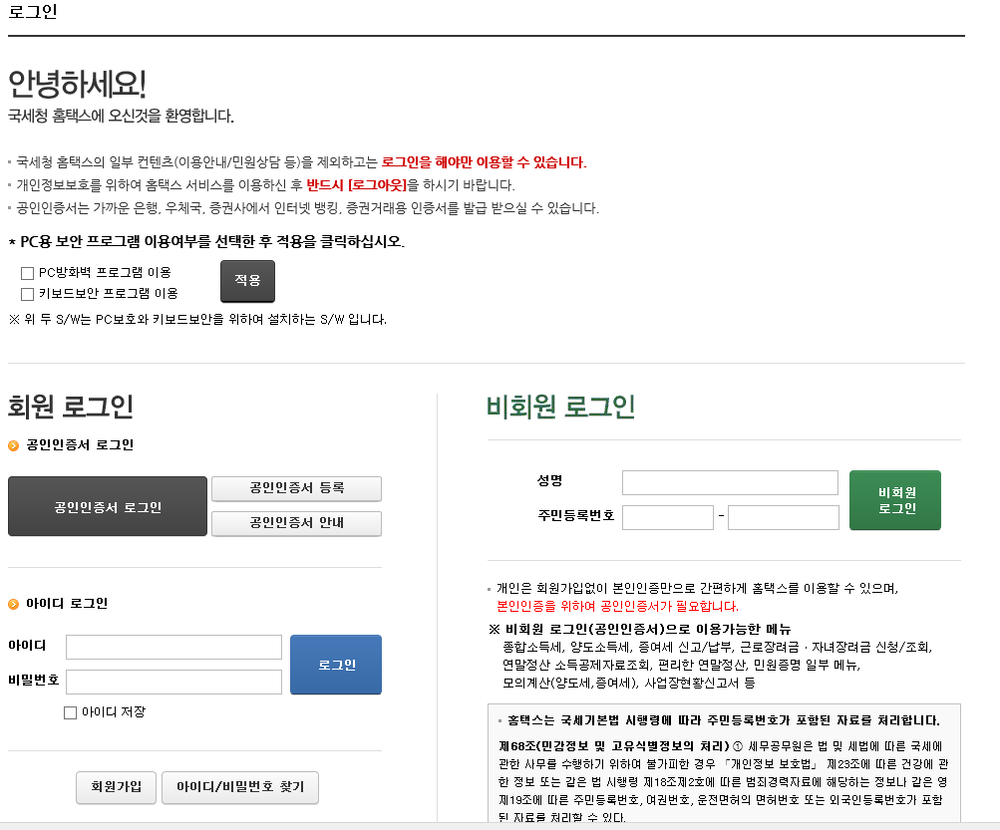 로그인
안녕하세요!
국세청 홈택스에 오신것을 환영합니다.
국세청 홈택스의 일부 컨텐츠(이용안내/민원상담 등)을 제외하고는 로그인을 해야만 이용할 수 있습니다.
개인정보보호를 위하여 홈택스 서비스를 이용하신 후 반드시 [로그아웃]을 하시기 바랍니다.
공인인증서는 가까운 은행, 우체국, 증권사에서 인터넷 뱅킹, 증권거래용 인증서를 발급 받으실 수 있습니다.
* PC용 보안 프로그램 이용여부를 선택한 후 적용을 클릭하십시오.
PC방화벽 프로그램 이용
키보드보안 프로그램 이용
적용
※ 위 두 S/W는 PC보호와 키보드보안을 위하여 설치하는 S/W 입니다.
회원 로그인
공인인증서 로그인
공인인증서 로그인
공인인증서 등록
공인인증서 안내
아이디 로그인
아이디
비밀번호
로그인
아이디 저장
회원가입
아이디/비밀번호 찾기
비회원 로그인
성명
주민등록번호
-
비회원
로그인
개인은 회원가입없이 본인인증만으로 간편하게 홈택스를 이용할 수 있으며,
본인인증을 위하여 공인인증서가 필요합니다.
※ 비회원 로그인(공인인증서)으로 이용가능한 메뉴
종합소득세, 양도소득세, 증여세 신고/납부, 근로장려금 · 자녀장려금 신청/조회,
연말정산 소득공제자료조회, 편리한 연말정산, 민원증명 일부 메뉴,
모의계산(양도세,증여세), 사업장현황신고서 등
홈택스는 국세기본법 시행령에 따라 주민등록번호가 포함된 자료를 처리합니다.
제68조(민감정보 및 고유식별정보의 처리) ① 세무공무원은 법 및 세법에 따른 국세에
관한 사무를 수행하기 위하여 불가피한 경우 「개인정보 보호법」 제23조에 따른 건강에 관
한 정보 또는 같은 법 시행령 제18조제2호에 따른 범죄경력자료에 해당하는 정보나 같은 영
제19조에 따른 주민등록번호, 여권번호, 운전면허의 면허번호 또는 외국인등록번호가 포함
된 자료를 처리할 수 있다.